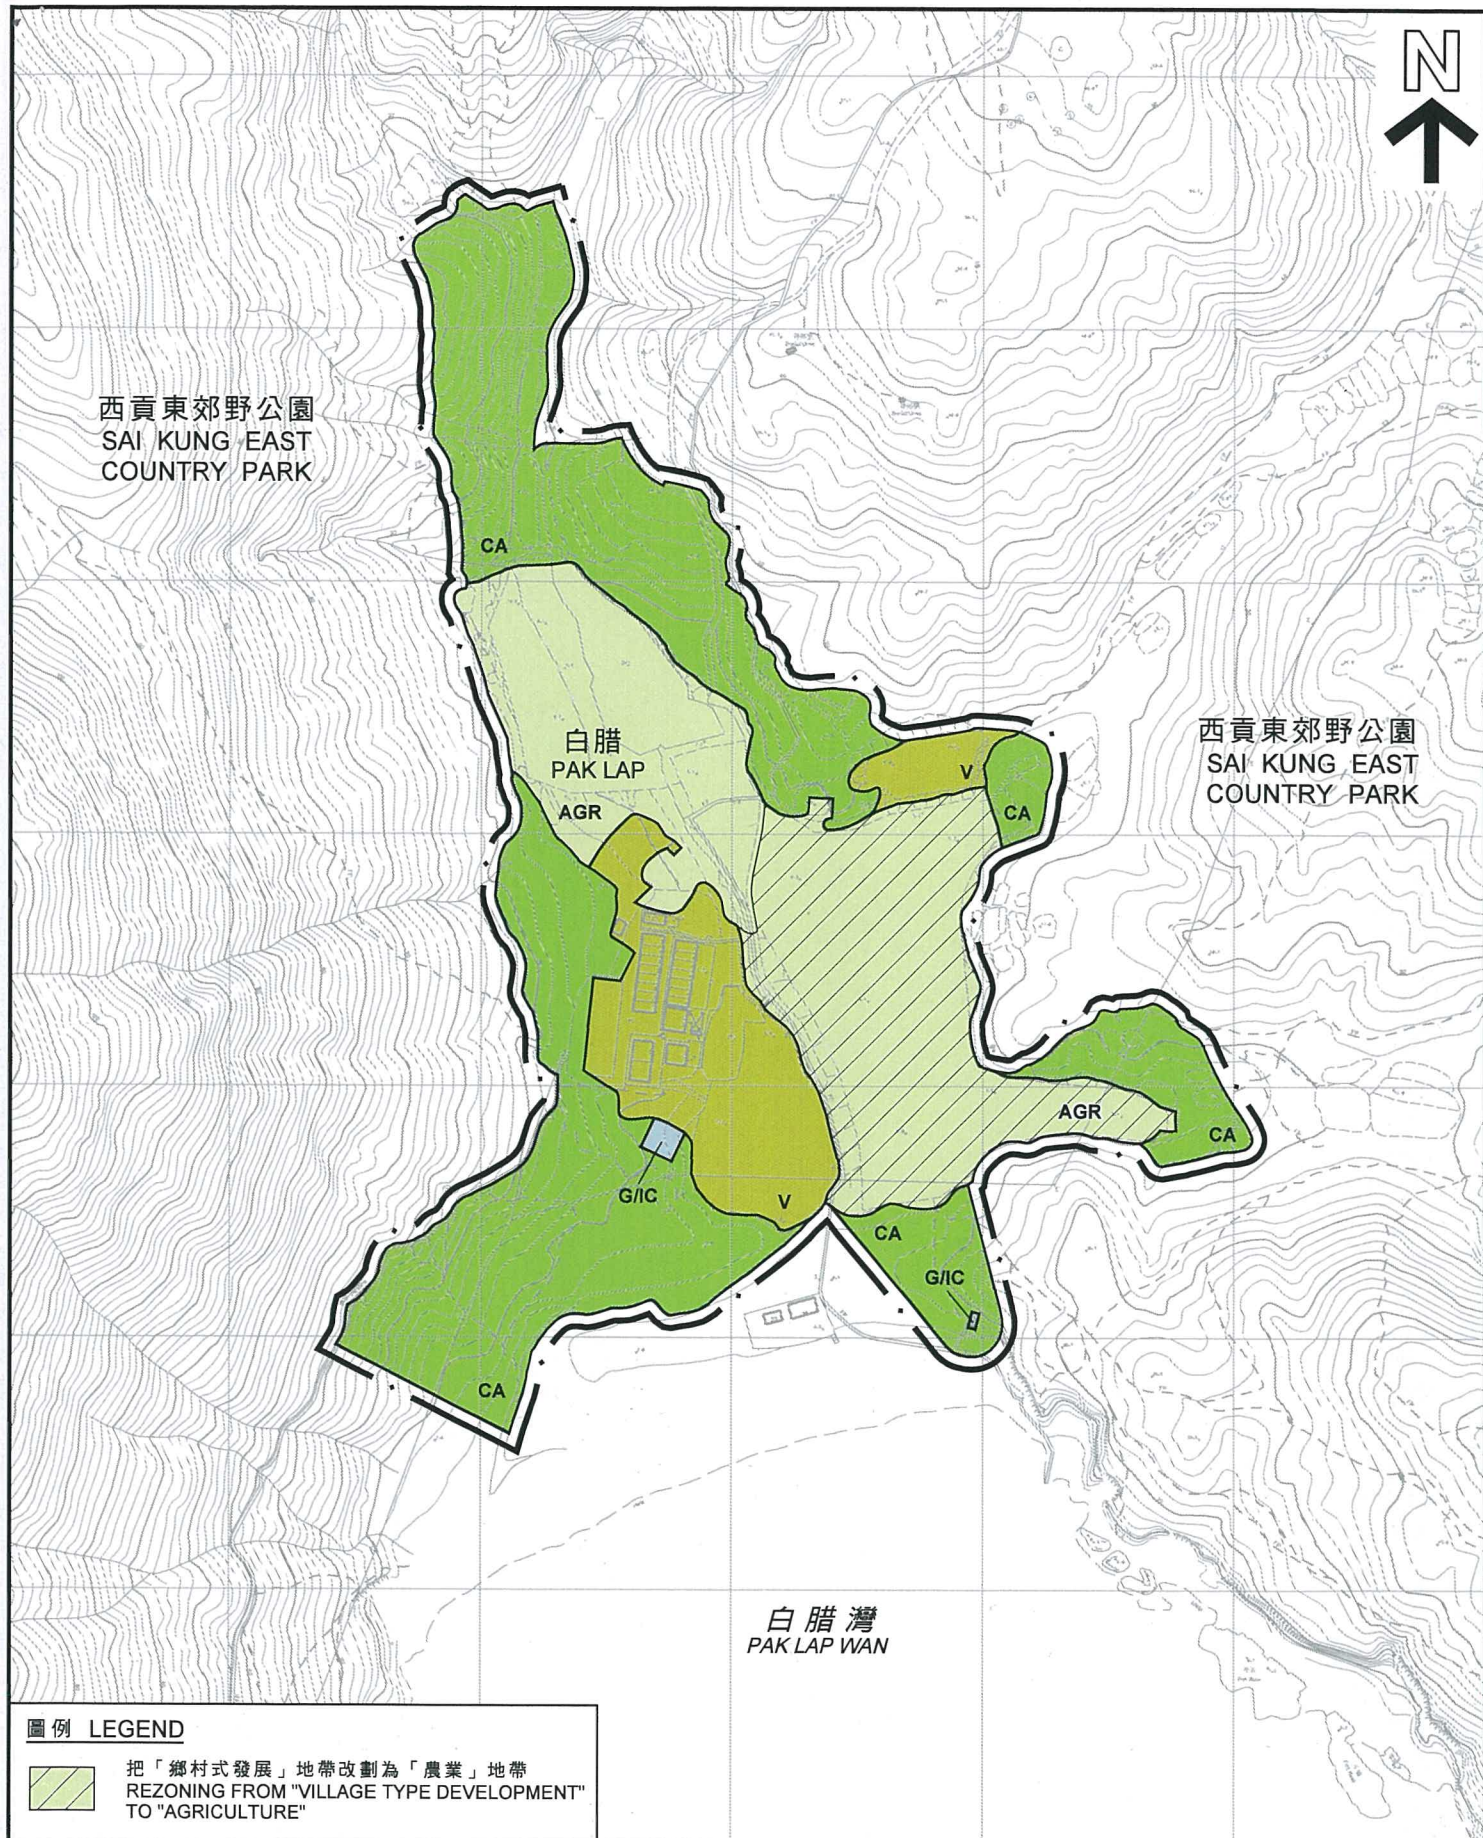 N
西貢東郊野公園
SAI KUNG EAST
COUNTRY PARK
CA
白腊
PAK LAP
AGR
西貢東郊野公園
SAI KUNG EAST
COUNTRY PARK
V
CA
AGR
CA
G/IC
V
CA
G/IC
CA
白腊灣
PAK LAP WAN
圖例 LEGEND
把「鄉村式發展」地帶改劃為「農業」地帶
REZONING FROM "VILLAGE TYPE DEVELOPMENT"
TO "AGRICULTURE"